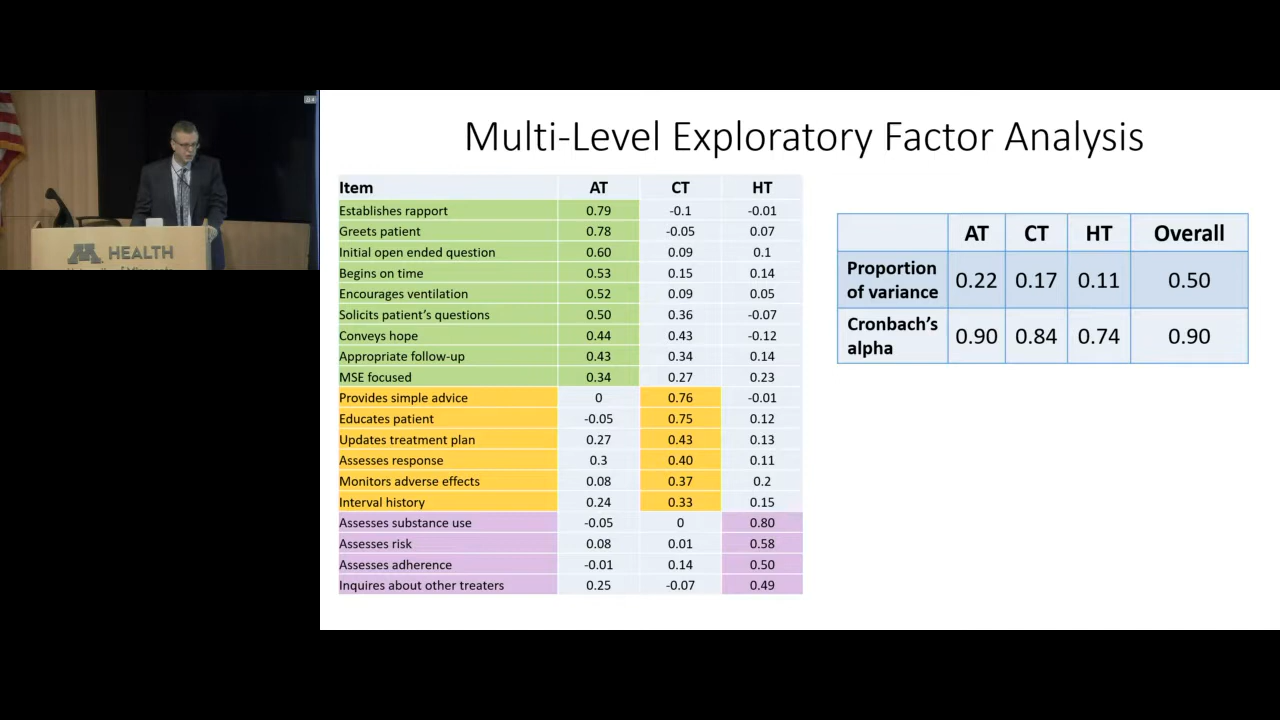 Multi-Level Exploratory Factor Analysis
M HEALTH
University of Minnesota
Item AT CT HT
Establishes rapport 0.79 -0.1 -0.01
Greets patient 0.78 -0.05 0.07
Initial open ended question 0.60 0.09 0.1
Begins on time 0.53 0.15 0.14
Encourages ventilation 0.52 0.09 0.05
Solicits patient's questions 0.50 0.36 -0.07
Conveys hope 0.44 0.43 -0.12
Appropriate follow-up 0.43 0.34 0.14
MSE focused 0.34 0.27 0.23
Provides simple advice 0 0.76 -0.01
Educates patient -0.05 0.75 0.12
Updates treatment plan 0.27 0.43 0.13
Assesses response 0.3 0.40 0.11
Monitors adverse effects 0.08 0.37 0.2
Interval history 0.24 0.33 0.15
Assesses substance use -0.05 0 0.80
Assesses risk 0.08 0.01 0.58
Assesses adherence -0.01 0.14 0.50
Inquires about other treaters 0.25 -0.07 0.49
AT CT HT Overall
Proportion
of variance 0.22 0.17 0.11 0.50
Cronbach's
alpha 0.90 0.84 0.74 0.90